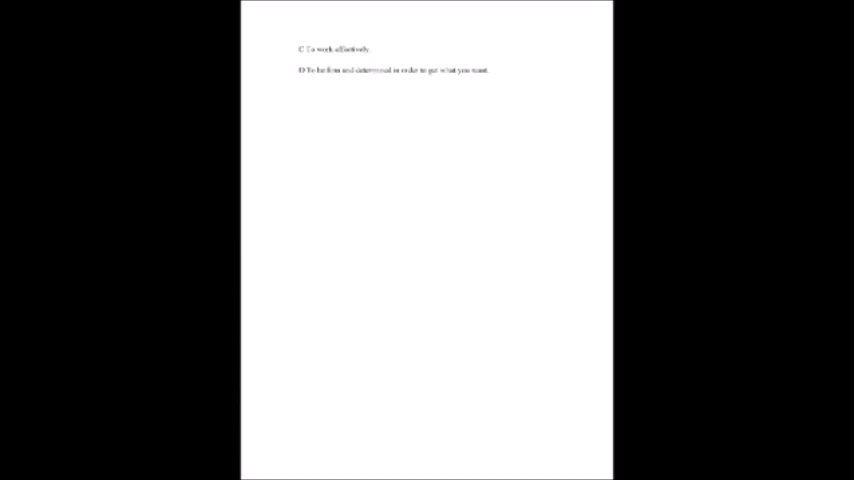 C To work effectively.
D To be firm and determined in order to get what you want.